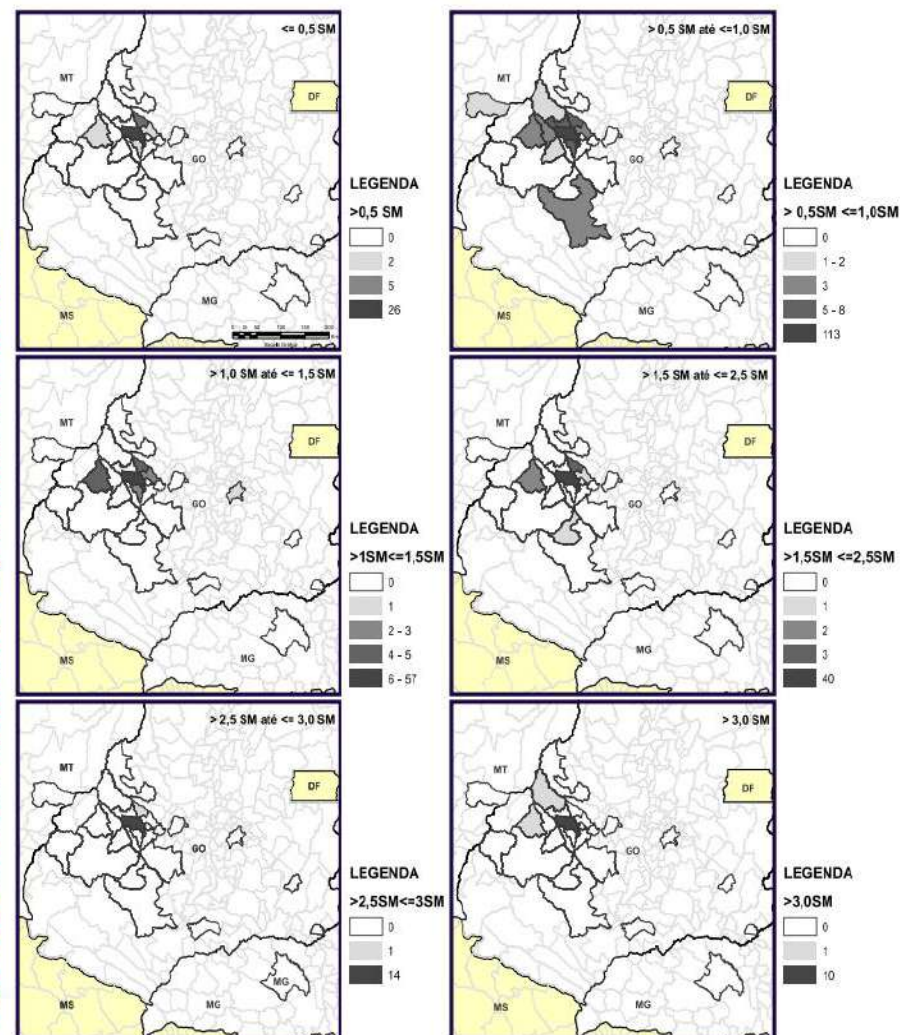 <= 0,5 SM
MT
DF
GO
MG
MS
LEGENDA
>0,5 SM
0
2
5
26
> 0,5 SM até <=1,0 SM
MT
DF
GO
MG
MS
LEGENDA
> 0,5SM <=1,0SM
0
1 - 2
3
5 - 8
113
> 1,0 SM até <= 1,5 SM
MT
DF
GO
MG
MS
LEGENDA
>1SM<=1,5SM
0
1
2 - 3
4 - 5
6 - 57
> 1,5 SM até <= 2,5 SM
MT
DF
GO
MG
MS
LEGENDA
>1,5SM <=2,5SM
0
1
2
3
40
> 2,5 SM até <= 3,0 SM
MT
DF
GO
MG
MG
MS
LEGENDA
>2,5SM<=3SM
0
1
14
> 3,0 SM
MT
DF
GO
MG
MS
LEGENDA
>3,0SM
0
1
10